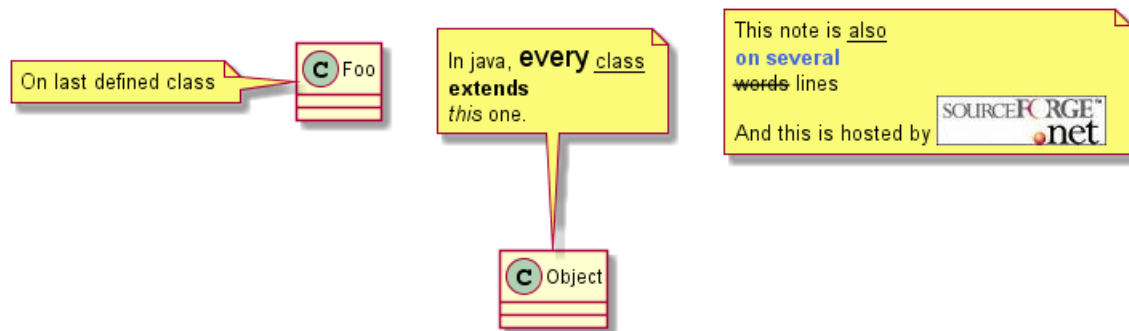 On last defined class
C Foo
In java, every class
extends
this one.
C Object
This note is also
on several
words lines
And this is hosted by SOURCEFORGE™
.net